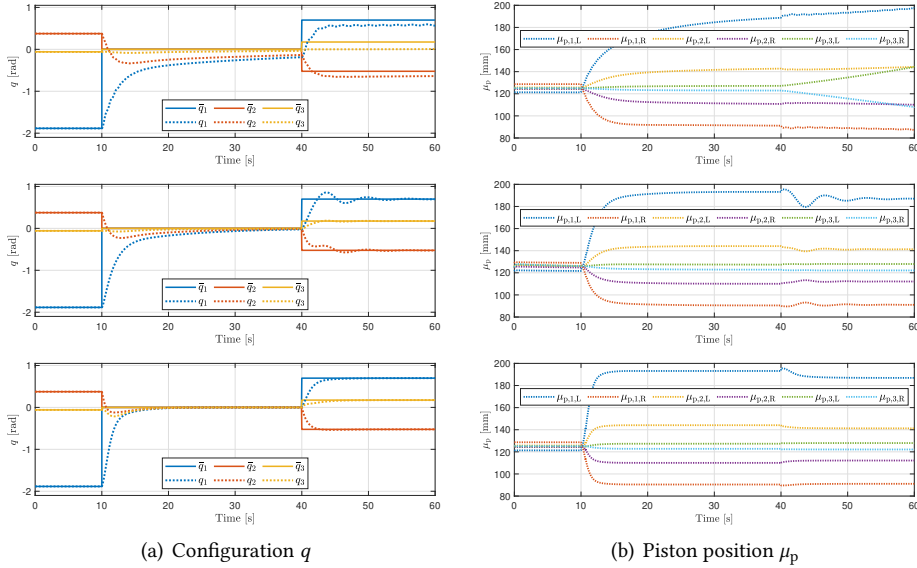 1
0
-1
-2
q [rad]
q̅₁ q̅₂ q̅₃
q₁ q₂ q₃
0 10 20 30 40 50 60
Time [s]
200
180
160
140
120
100
80
μp [mm]
μp,1,L μp,1,R μp,2,L μp,2,R μp,3,L μp,3,R
0 10 20 30 40 50 60
Time [s]
1
0
-1
-2
q [rad]
q̅₁ q̅₂ q̅₃
q₁ q₂ q₃
0 10 20 30 40 50 60
Time [s]
200
180
160
140
120
100
80
μp [mm]
μp,1,L μp,1,R μp,2,L μp,2,R μp,3,L μp,3,R
0 10 20 30 40 50 60
Time [s]
1
0
-1
-2
q [rad]
q̅₁ q̅₂ q̅₃
q₁ q₂ q₃
0 10 20 30 40 50 60
Time [s]
200
180
160
140
120
100
80
μp [mm]
μp,1,L μp,1,R μp,2,L μp,2,R μp,3,L μp,3,R
0 10 20 30 40 50 60
Time [s]
(a) Configuration q
(b) Piston position μp